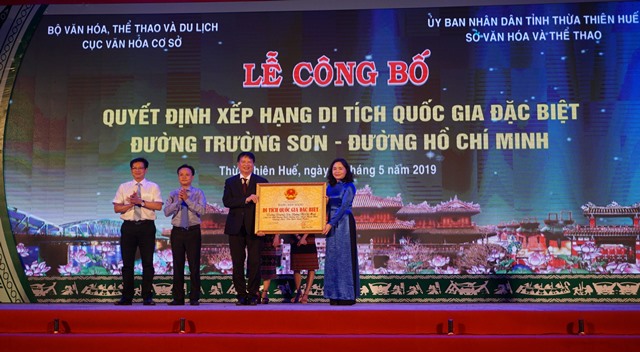 BỘ VĂN HÓA, THỂ THAO VÀ DU LỊCH
CỤC VĂN HÓA CƠ SỞ
ỦY BAN NHÂN DÂN TỈNH THỪA THIÊN HUẾ
SỞ VĂN HÓA VÀ THỂ THAO
LỄ CÔNG BỐ
QUYẾT ĐỊNH XẾP HẠNG DI TÍCH QUỐC GIA ĐẶC BIỆT
ĐƯỜNG TRƯỜNG SƠN - ĐƯỜNG HỒ CHÍ MINH
Thừa Thiên Huế, ngày tháng 5 năm 2019
DI TÍCH QUỐC GIA ĐẶC BIỆT